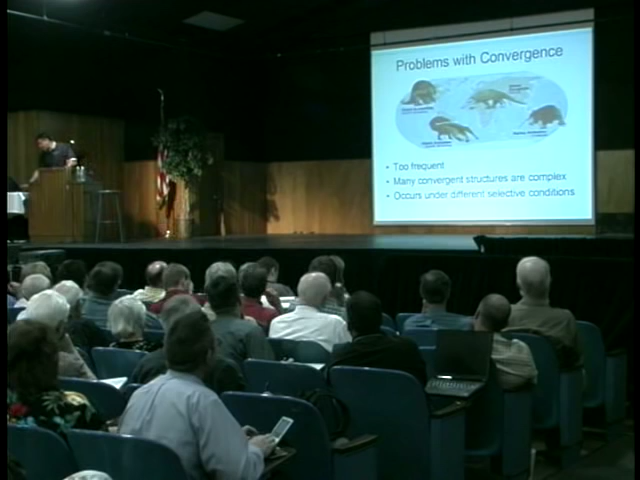 Problems with Convergence
• Too frequent
• Many convergent structures are complex
• Occurs under different selective conditions